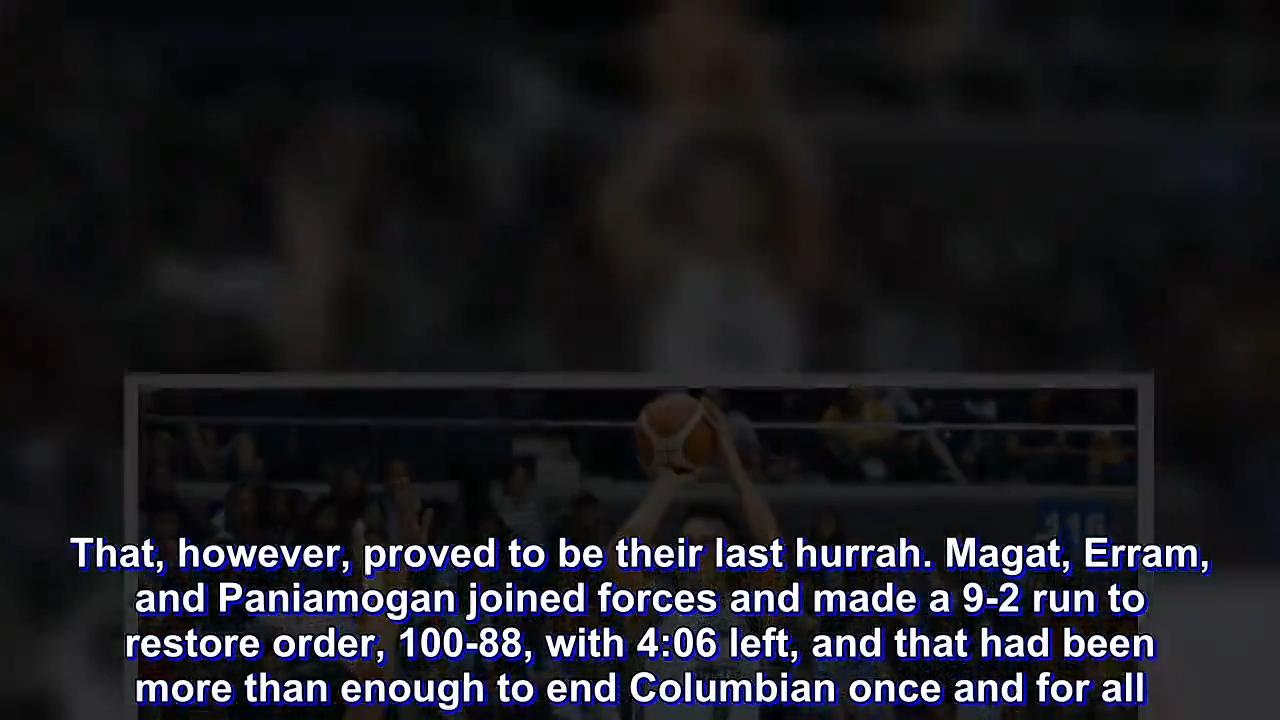 That, however, proved to be their last hurrah. Magat, Erram,
and Paniamogan joined forces and made a 9-2 run to
restore order, 100-88, with 4:06 left, and that had been
more than enough to end Columbian once and for all